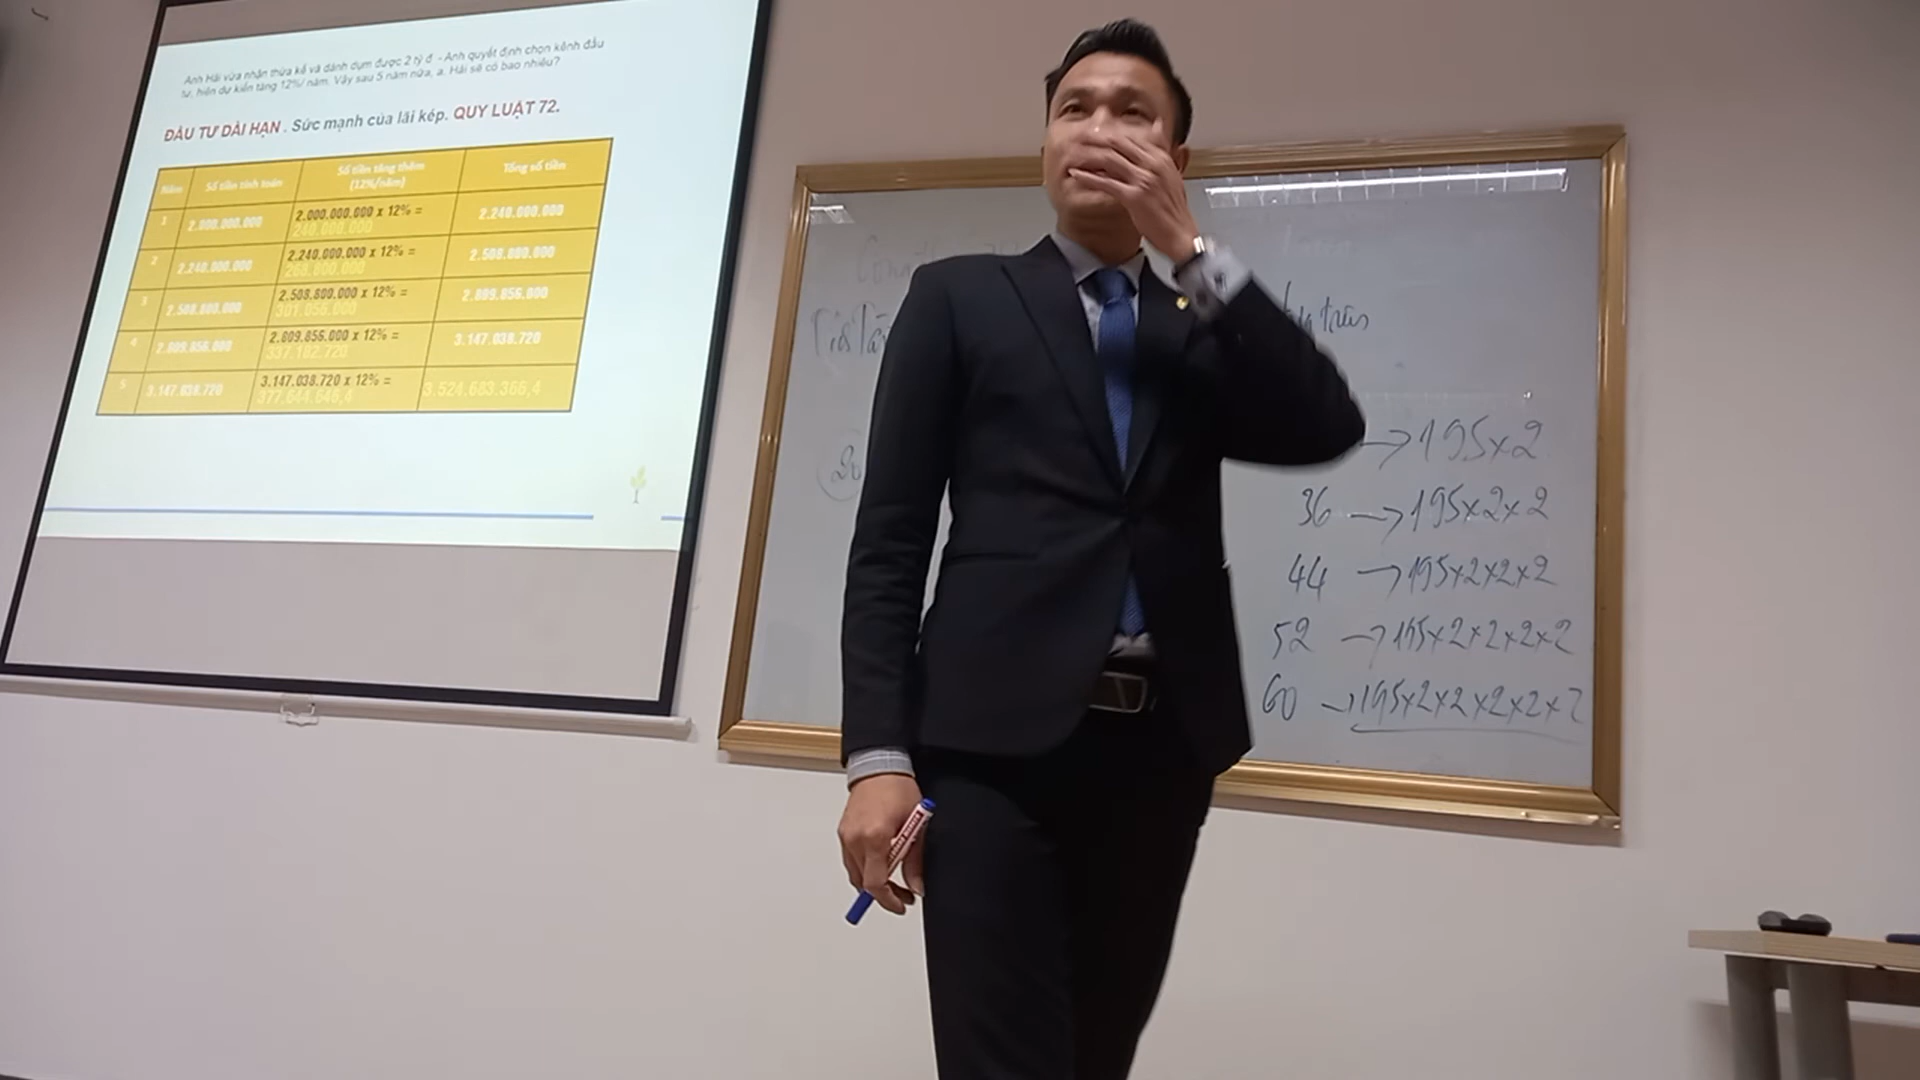 Anh Hải vừa nhận thừa kế và dành dụm được 2 tỷ đ - Anh quyết định chọn kênh đầu
tư, hiện dự kiến tăng 12%/ năm. Vậy sau 5 năm nữa, a. Hải sẽ có bao nhiêu?
ĐẦU TƯ DÀI HẠN . Sức mạnh của lãi kép. QUY LUẬT 72.
Năm Số tiền tính toán Số tiền tăng thêm (12%/năm) Tổng số tiền
1 2.000.000.000 2.000.000.000 x 12% = 240.000.000 2.240.000.000
2 2.240.000.000 2.240.000.000 x 12% = 268.800.000 2.508.800.000
3 2.508.800.000 2.508.800.000 x 12% = 301.056.000 2.809.856.000
4 2.809.856.000 2.809.856.000 x 12% = 337.182.720 3.147.038.720
5 3.147.038.720 3.147.038.720 x 12% = 377.644.646,4 3.524.683.366,4
→ 195x2
36 → 195x2x2
44 → 195x2x2x2
52 → 195x2x2x2x2
60 → 195x2x2x2x2x2